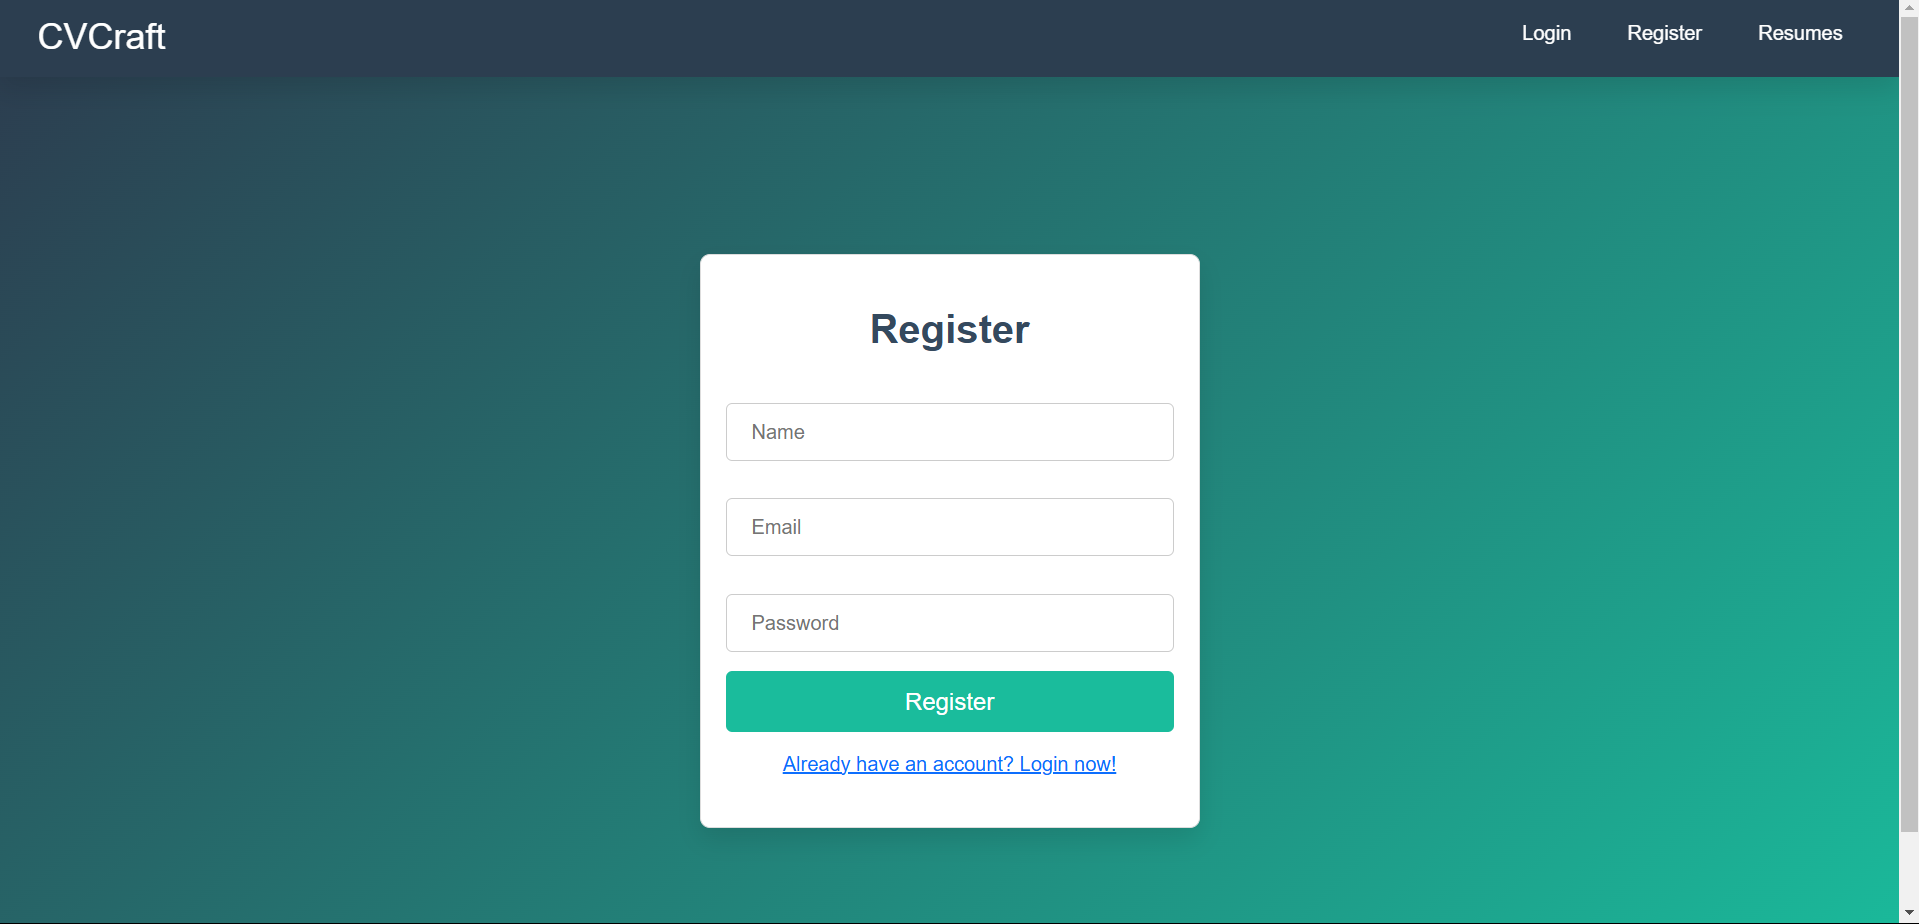 CVCraft
Login Register Resumes
Register
Name
Email
Password
Register
Already have an account? Login now!